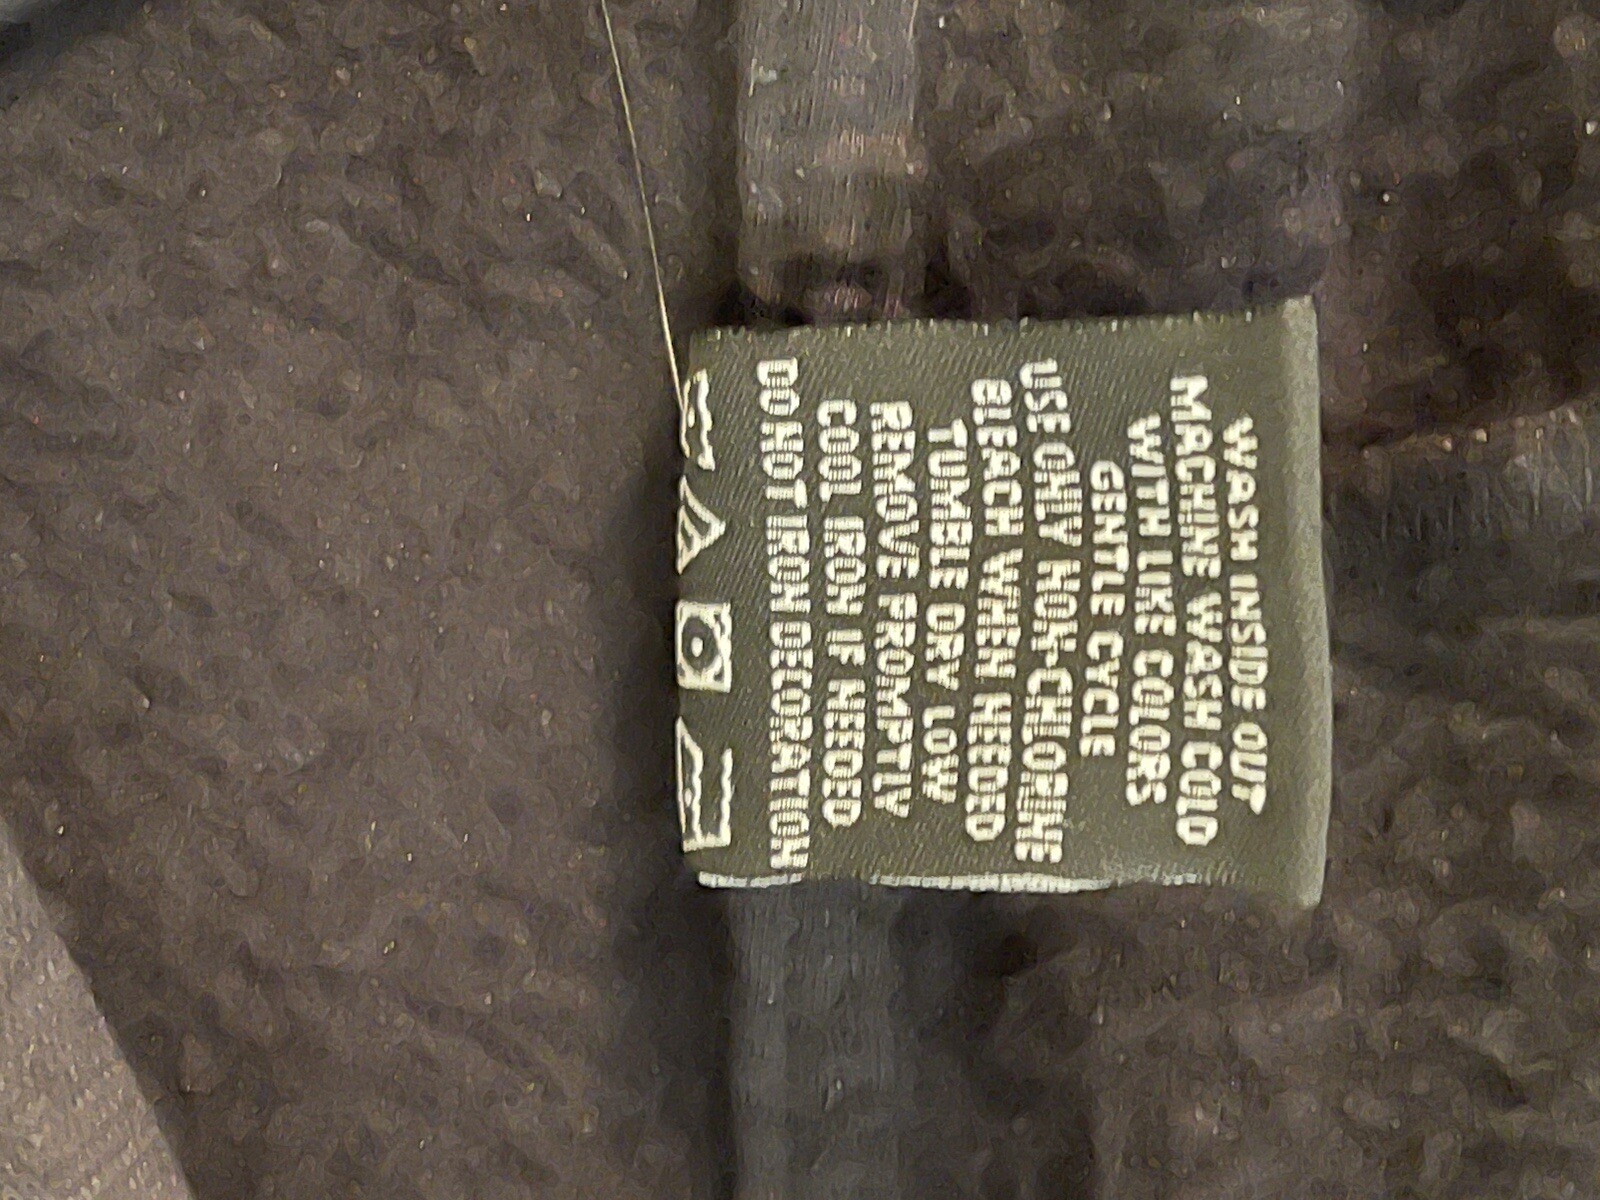 WASH INSIDE OUT
MACHINE WASH COLD
WITH LIKE COLORS
GENTLE CYCLE
USE ONLY NON-CHLORINE
BLEACH WHEN NEEDED
TUMBLE DRY LOW
REMOVE PROMPTLY
COOL IRON IF NEEDED
DO NOT IRON DECORATION